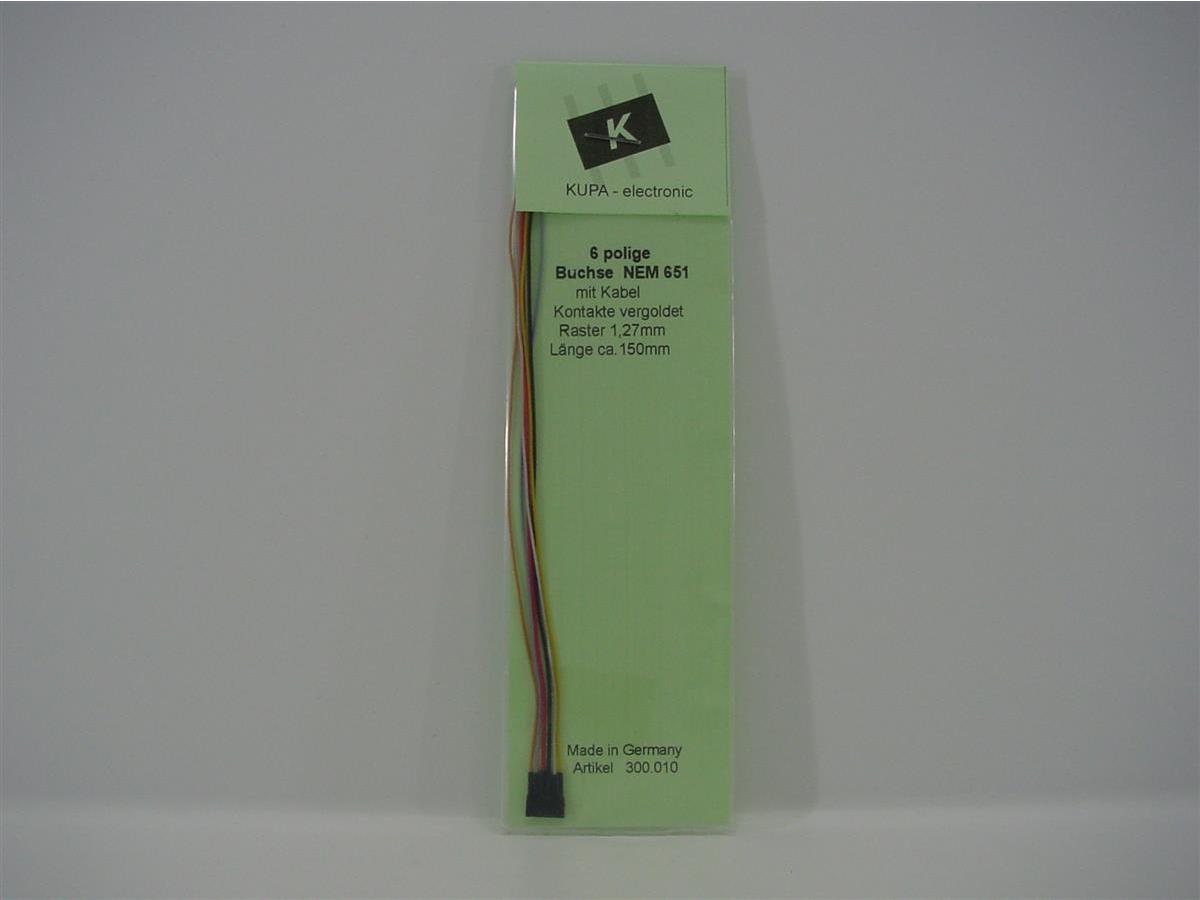 K
KUPA - electronic
6 polige
Buchse NEM 651
mit Kabel
Kontakte vergoldet
Raster 1,27mm
Länge ca.150mm
Made in Germany
Artikel 300.010